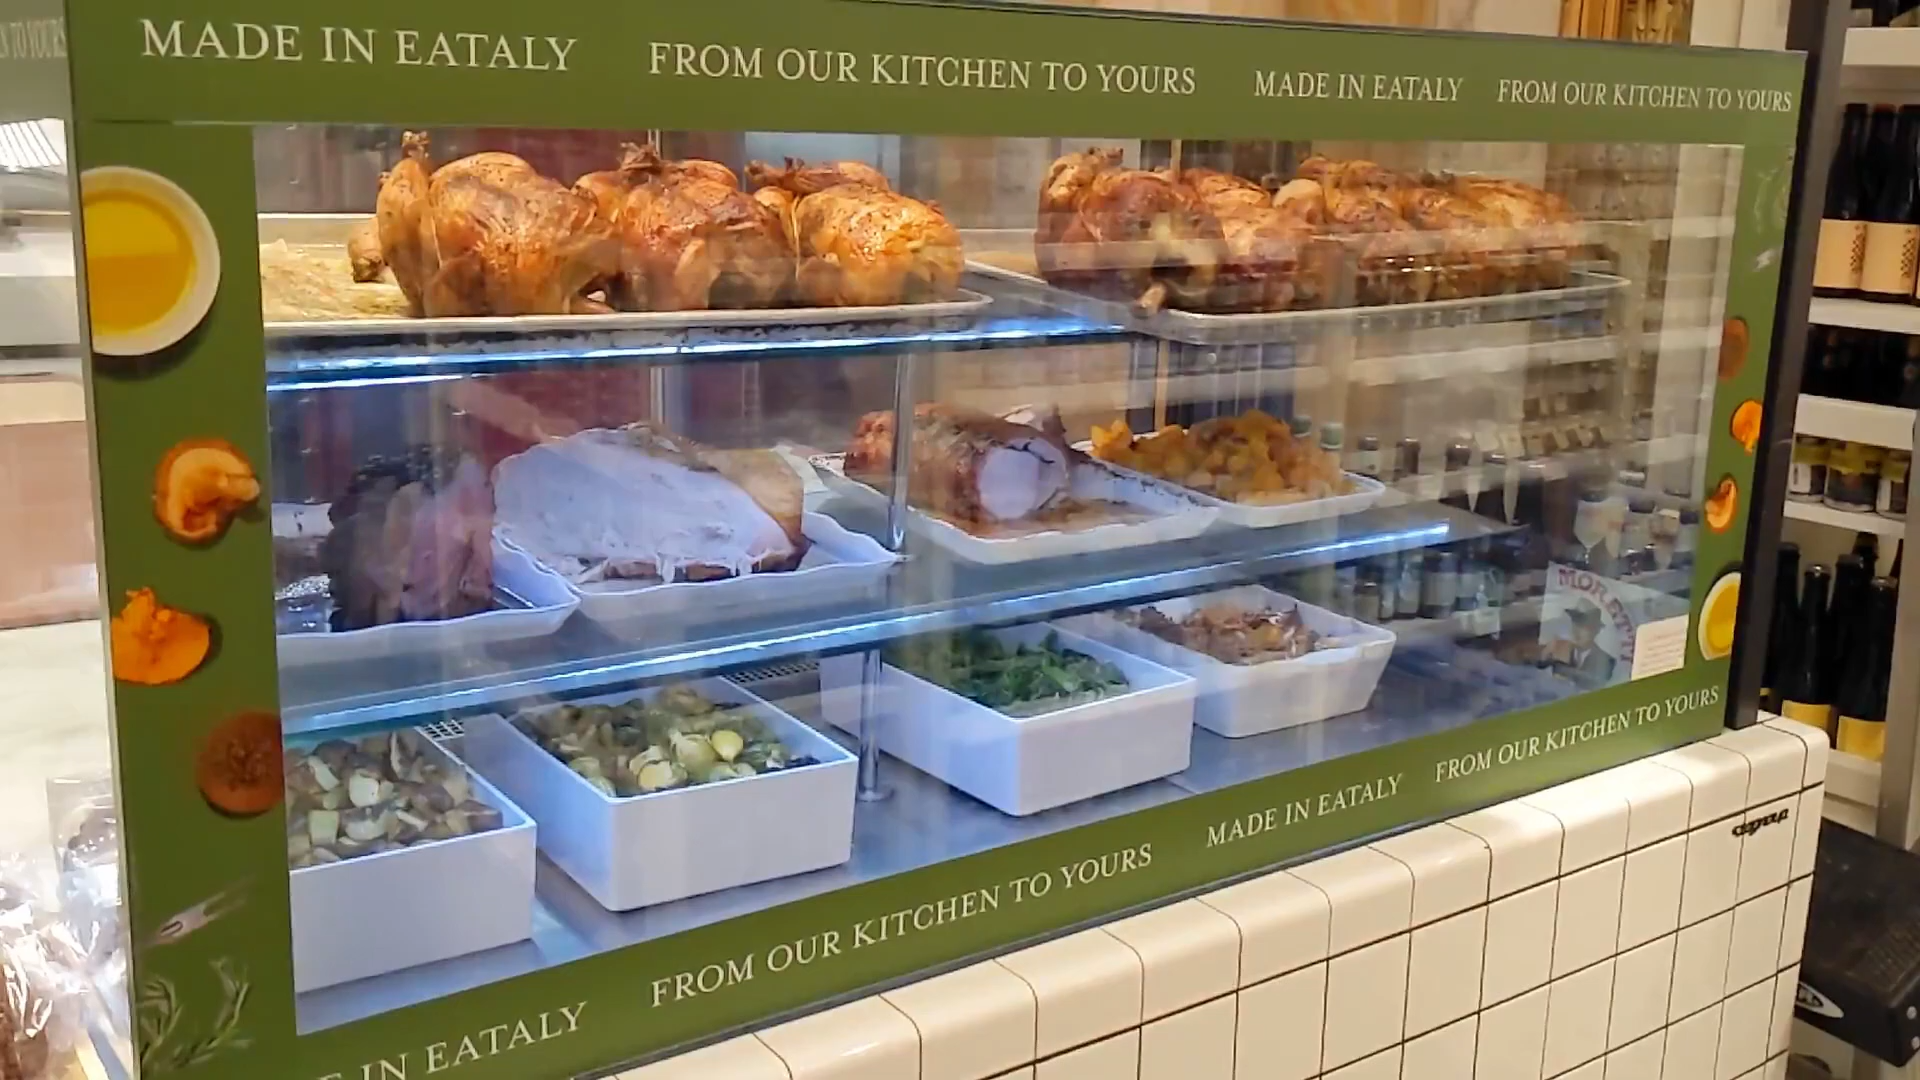 MADE IN EATALY FROM OUR KITCHEN TO YOURS MADE IN EATALY FROM OUR KITCHEN TO YOURS
MORETTI
FROM OUR KITCHEN TO YOURS MADE IN EATALY FROM OUR KITCHEN TO YOURS
IN EATALY